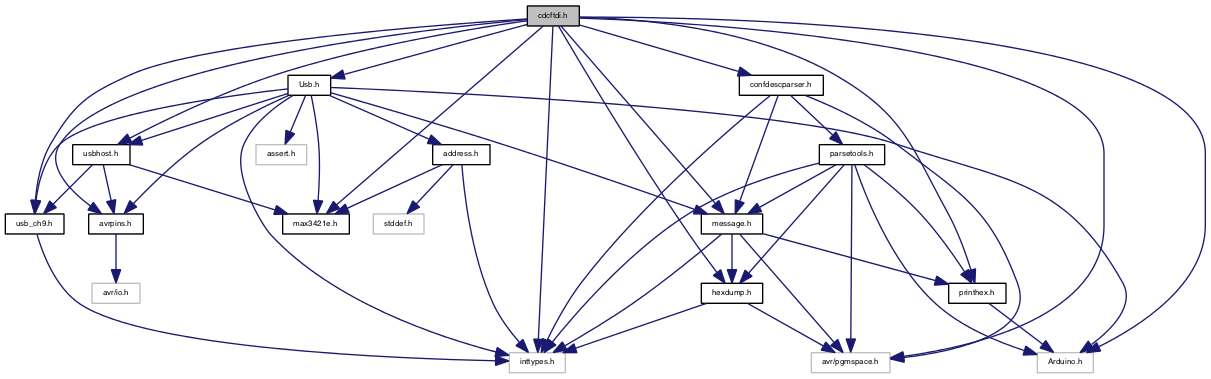 cdcftdi.h
Usb.h
confdescparser.h
usbhost.h
assert.h
address.h
parsetools.h
usb_ch9.h
avrpins.h
max3421e.h
stddef.h
message.h
avr/io.h
hexdump.h
printhex.h
inttypes.h
avr/pgmspace.h
Arduino.h